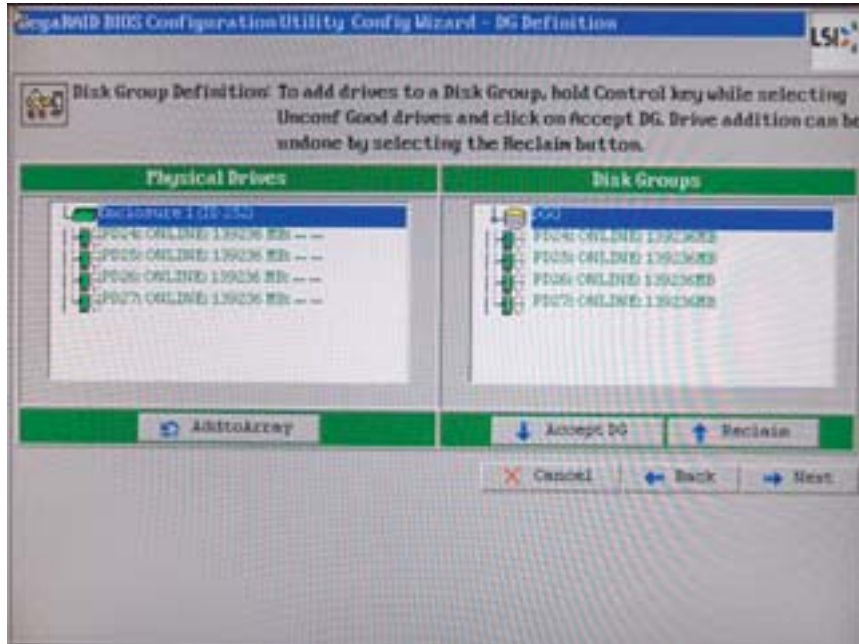 MegaRAID BIOS Configuration Utility Config Wizard - DG Definition
LSI
Disk Group Definition: To add drives to a Disk Group, hold Control key while selecting
Unconf Good drives and click on Accept DG. Drive addition can be
undone by selecting the Reclaim button.
Physical Drives
Disk Groups
Enclosure 1 (ID 252)
PD24: ONLINE: 139236 MB: -- --
PD25: ONLINE: 139236 MB: -- --
PD26: ONLINE: 139236 MB: -- --
PD27: ONLINE: 139236 MB: -- --
DG0
PD24: ONLINE: 139236MB
PD25: ONLINE: 139236MB
PD26: ONLINE: 139236MB
PD27: ONLINE: 139236MB
AddtoArray
Accept DG
Reclaim
Cancel
Back
Next